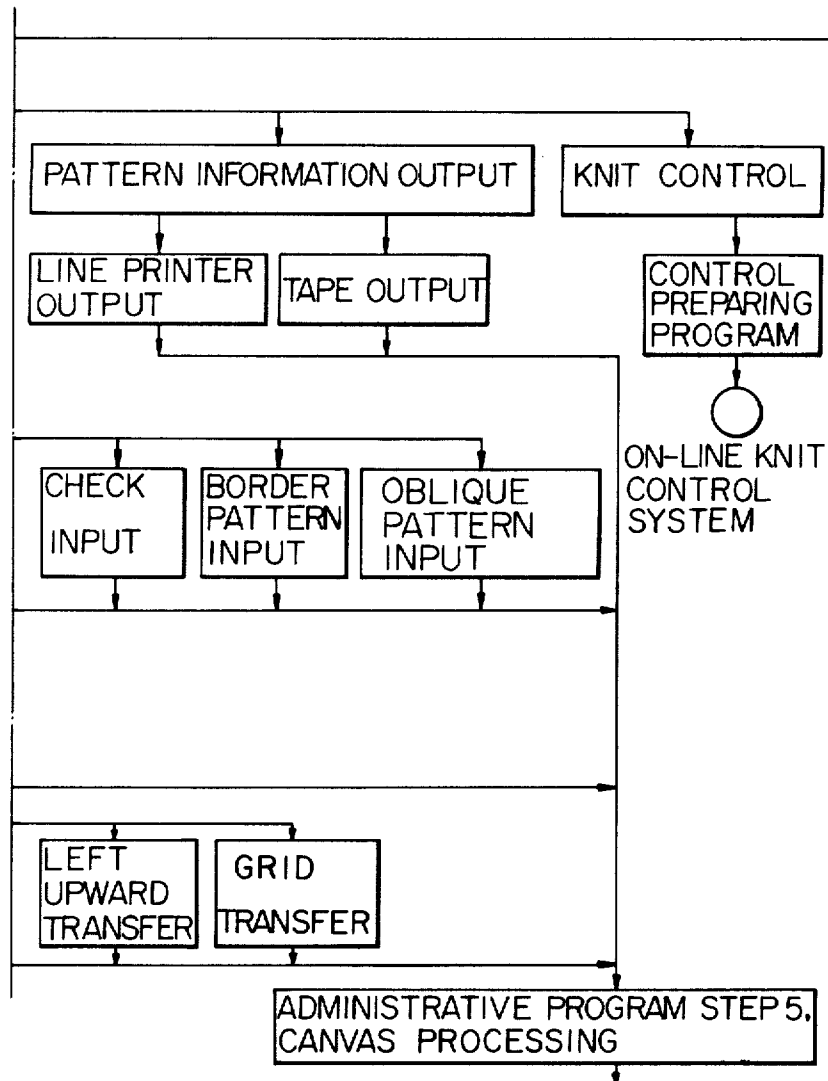 PATTERN INFORMATION OUTPUT
KNIT CONTROL
LINE PRINTER
OUTPUT
TAPE OUTPUT
CONTROL
PREPARING
PROGRAM
ON-LINE KNIT
CONTROL
SYSTEM
CHECK
INPUT
BORDER
PATTERN
INPUT
OBLIQUE
PATTERN
INPUT
LEFT
UPWARD
TRANSFER
GRID
TRANSFER
ADMINISTRATIVE PROGRAM STEP 5,
CANVAS PROCESSING